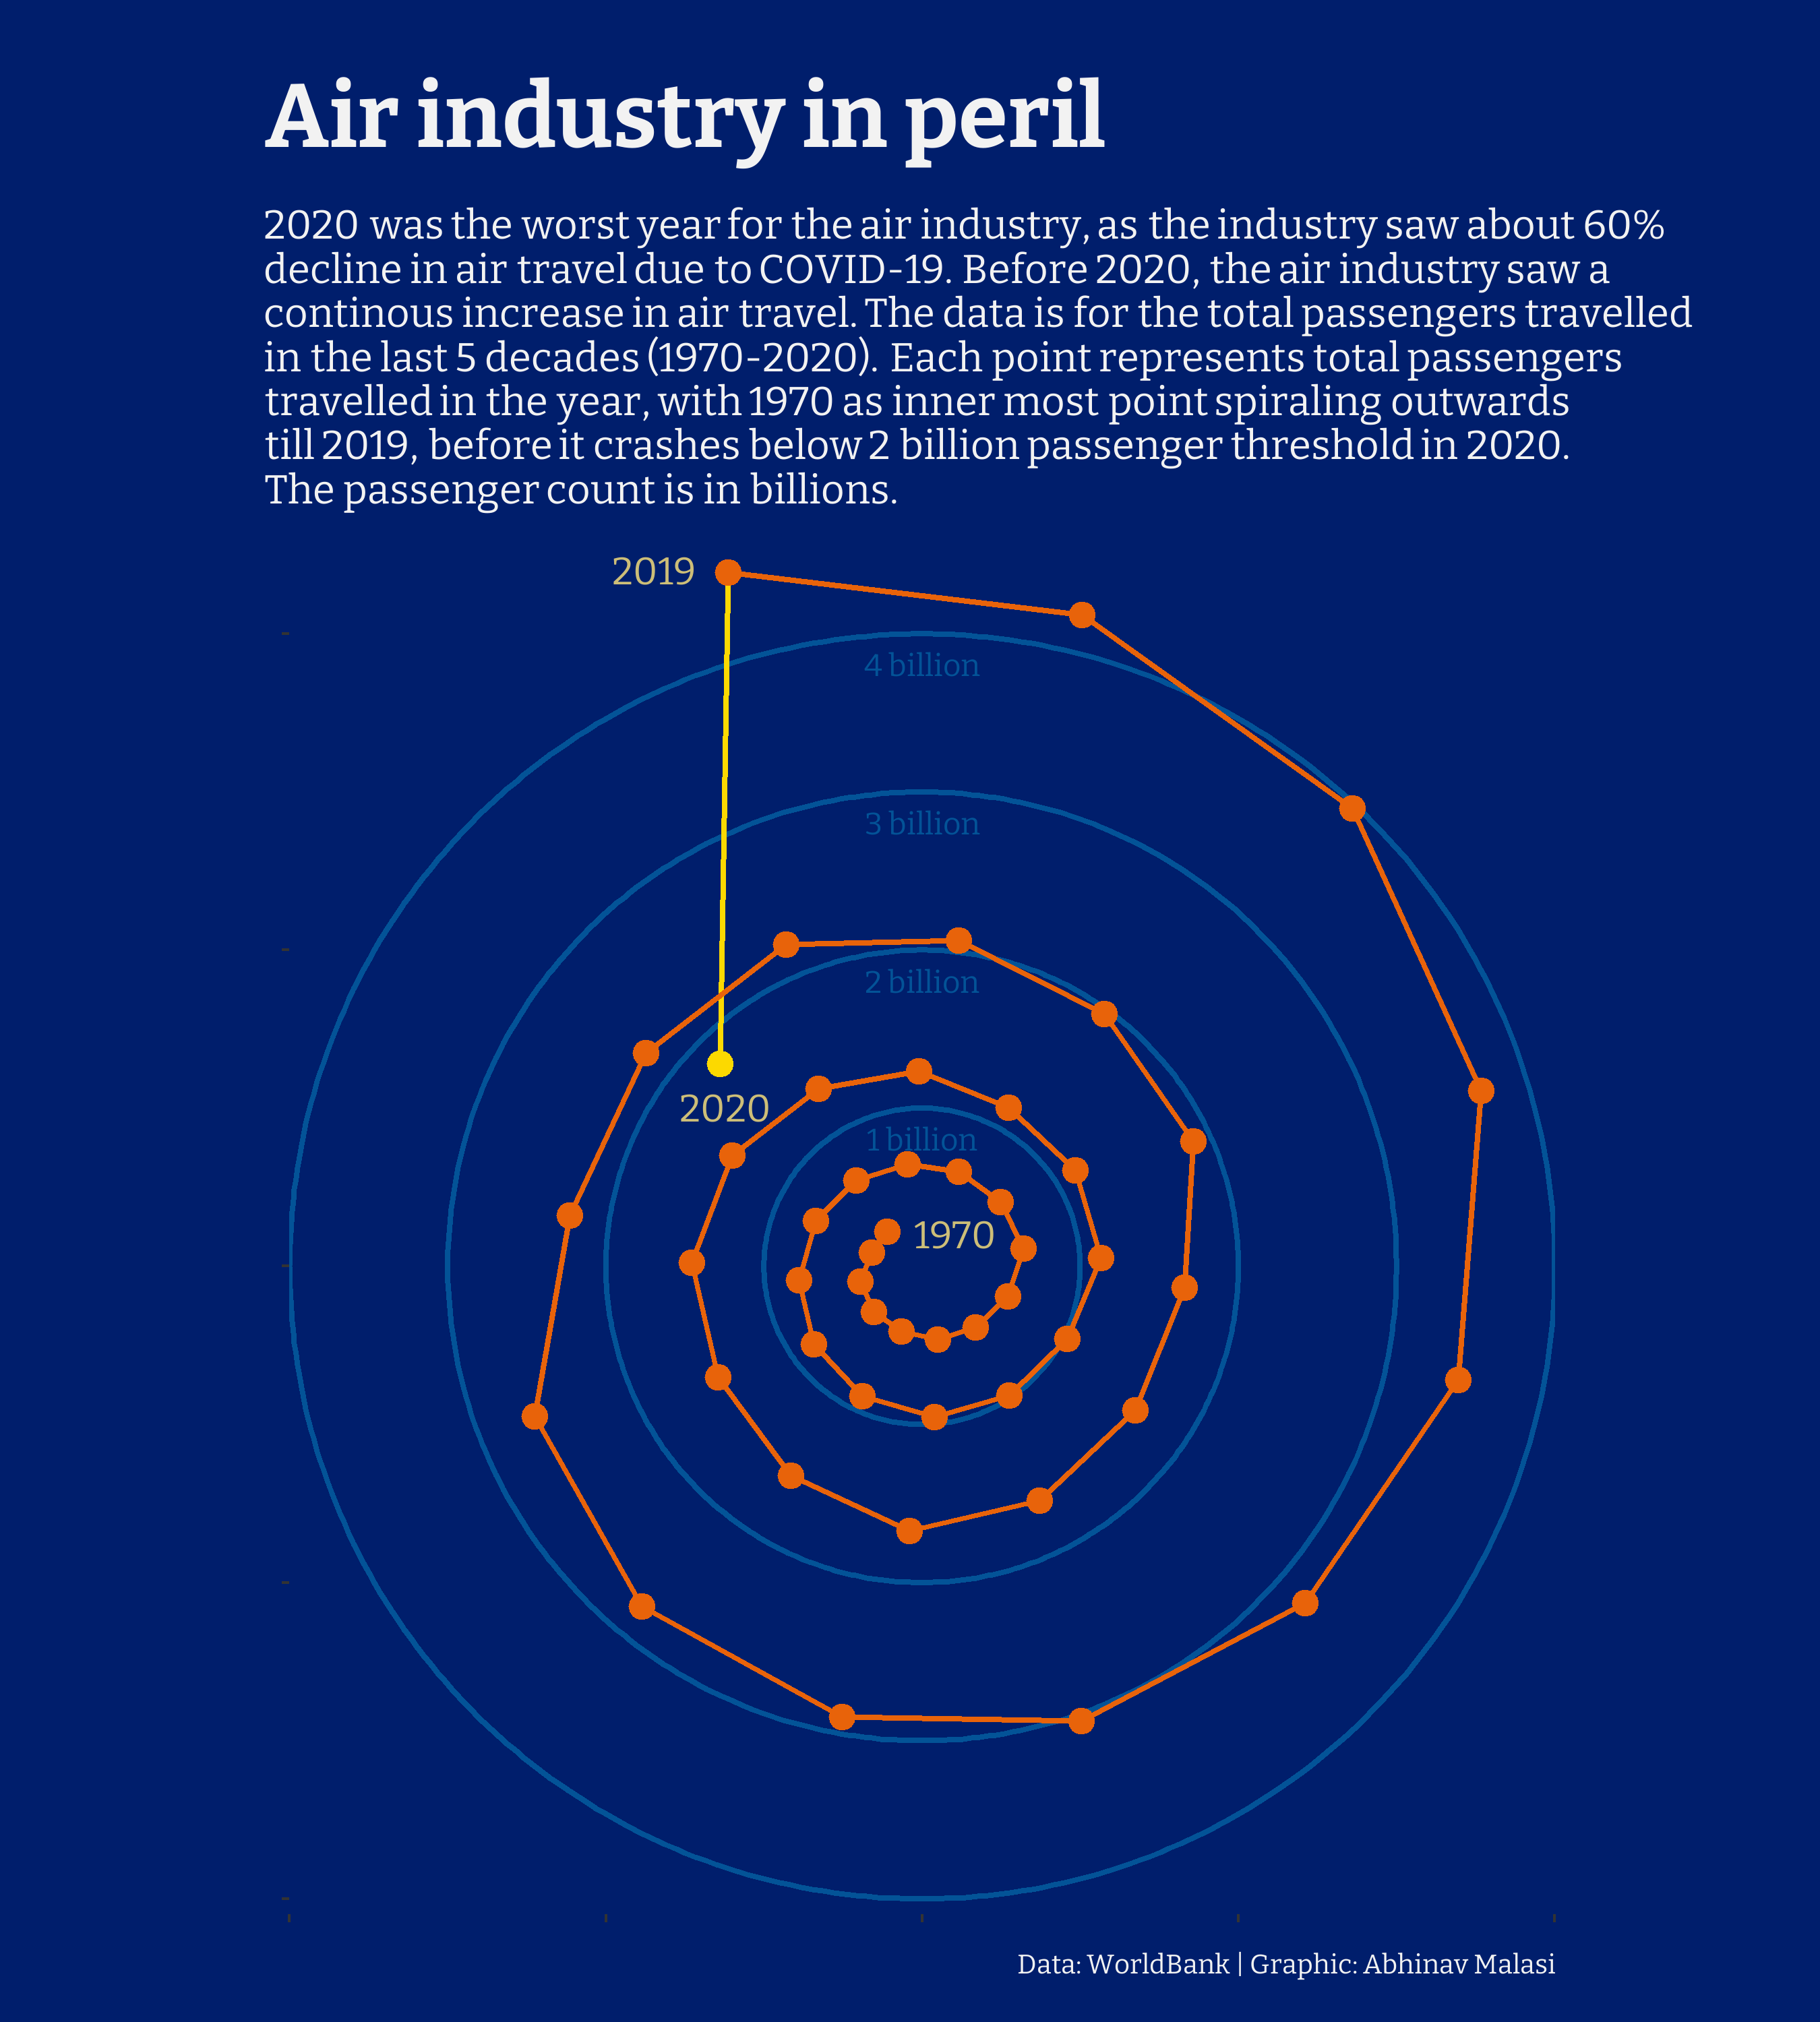 Air industry in peril
2020 was the worst year for the air industry, as the industry saw about 60%
decline in air travel due to COVID-19. Before 2020, the air industry saw a
continous increase in air travel. The data is for the total passengers travelled
in the last 5 decades (1970-2020). Each point represents total passengers
travelled in the year, with 1970 as inner most point spiraling outwards
till 2019, before it crashes below 2 billion passenger threshold in 2020.
The passenger count is in billions.
2019
4 billion
3 billion
2 billion
2020
1 billion
1970
Data: WorldBank | Graphic: Abhinav Malasi